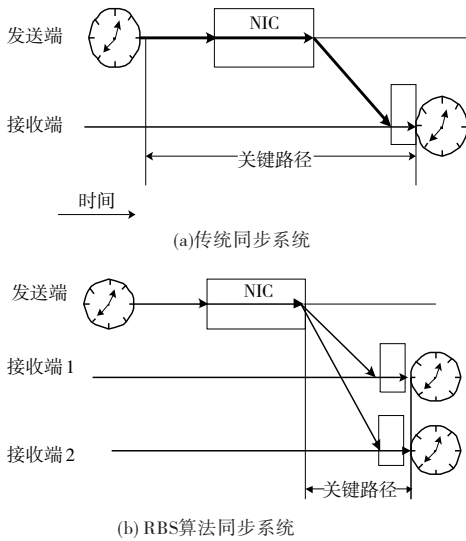 发送端
NIC
接收端
关键路径
时间
(a)传统同步系统
发送端
NIC
接收端1
接收端2
关键路径
(b) RBS算法同步系统